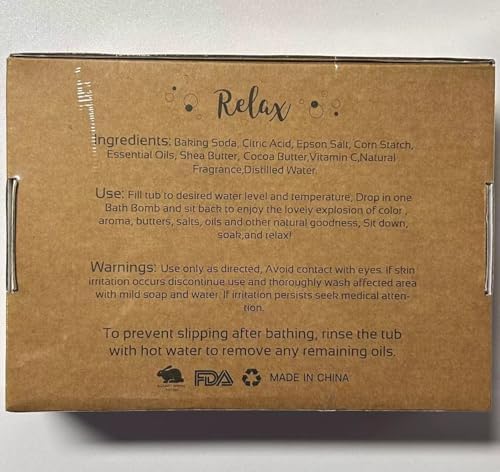 Relax
Ingredients: Baking Soda, Citric Acid, Epson Salt, Corn Starch,
Essential Oils, Shea Butter, Cocoa Butter,Vitamin C,Natural
Fragrance,Distilled Water.
Use: Fill tub to desired water level and temperature, Drop in one
Bath Bomb and sit back to enjoy the lovely explosion of color ,
aroma, butters, salts, oils and other natural goodness, Sit down,
soak,and relax!
Warnings: Use only as directed, Avoid contact with eyes. If skin
irritation occurs discontinue use and thoroughly wash affected area
with mild soap and water. If irritation persists seek medical atten-
tion.
To prevent slipping after bathing, rinse the tub
with hot water to remove any remaining oils.
FDA MADE IN CHINA